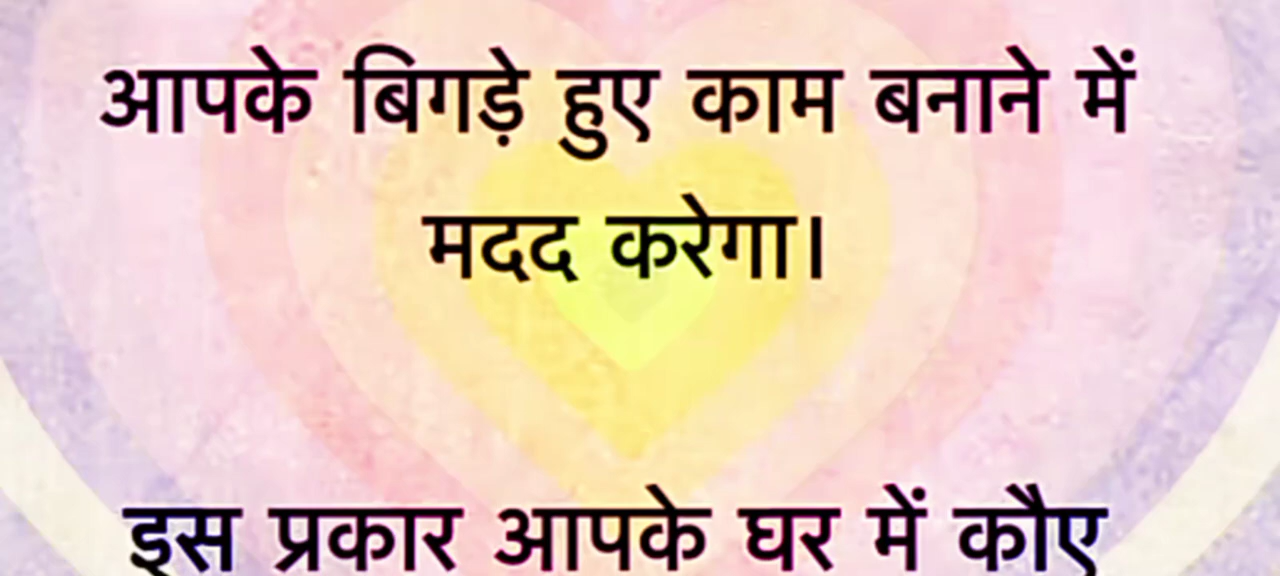 आपके बिगड़े हुए काम बनाने में
मदद करेगा।
इस प्रकार आपके घर में कौए